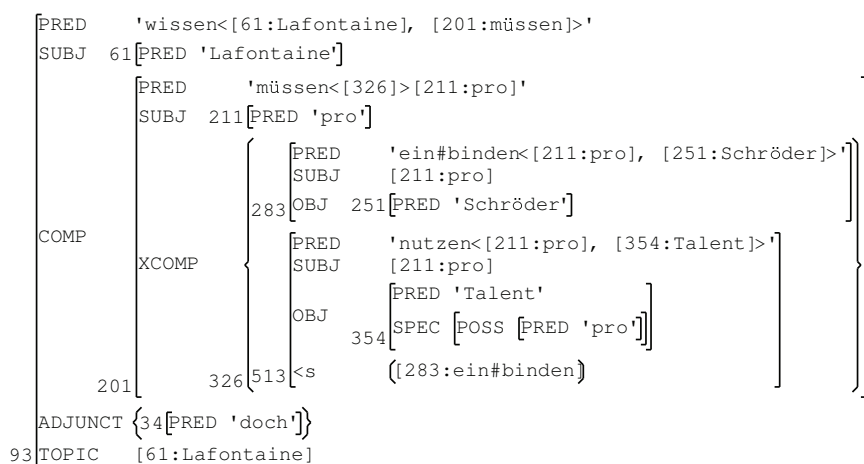 PRED 'wissen<[61:Lafontaine], [201:müssen]>'
SUBJ 61[PRED 'Lafontaine']
PRED 'müssen<[326]>[211:pro]'
SUBJ 211[PRED 'pro']
PRED 'ein#binden<[211:pro], [251:Schröder]>'
SUBJ [211:pro]
283 OBJ 251[PRED 'Schröder']
COMP
PRED 'nutzen<[211:pro], [354:Talent]>'
XCOMP SUBJ [211:pro]
PRED 'Talent'
OBJ
354 SPEC [POSS [PRED 'pro']]
201 326 513 <s ([283:ein#binden])
ADJUNCT {34[PRED 'doch']}
93 TOPIC [61:Lafontaine]